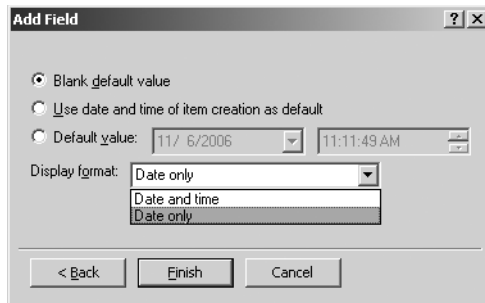 Add Field
Blank default value
Use date and time of item creation as default
Default value: 11/ 6/2006 11:11:49 AM
Display format: Date only
Date and time
Date only
< Back Finish Cancel